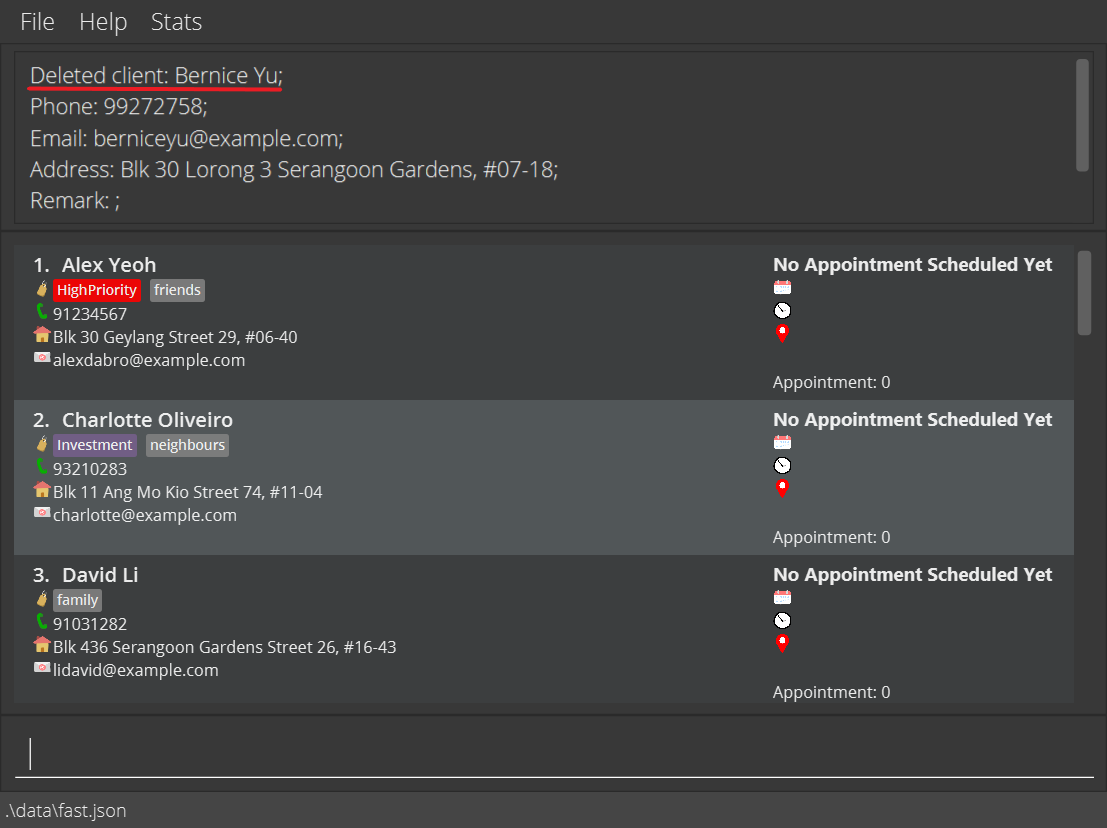 File Help Stats
Deleted client: Bernice Yu;
Phone: 99272758;
Email: berniceyu@example.com;
Address: Blk 30 Lorong 3 Serangoon Gardens, #07-18;
Remark: ;
1. Alex Yeoh
HighPriority friends
91234567
Blk 30 Geylang Street 29, #06-40
alexdabro@example.com
No Appointment Scheduled Yet
Appointment: 0
2. Charlotte Oliveiro
Investment neighbours
93210283
Blk 11 Ang Mo Kio Street 74, #11-04
charlotte@example.com
No Appointment Scheduled Yet
Appointment: 0
3. David Li
family
91031282
Blk 436 Serangoon Gardens Street 26, #16-43
lidavid@example.com
No Appointment Scheduled Yet
Appointment: 0
.\data\fast.json